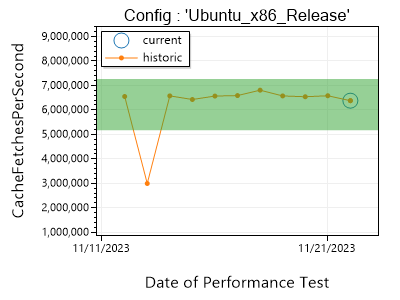 Config : 'Ubuntu_x86_Release'
CacheFetchesPerSecond
9,000,000
8,000,000
7,000,000
6,000,000
5,000,000
4,000,000
3,000,000
2,000,000
1,000,000
current
historic
11/11/2023
11/21/2023
Date of Performance Test